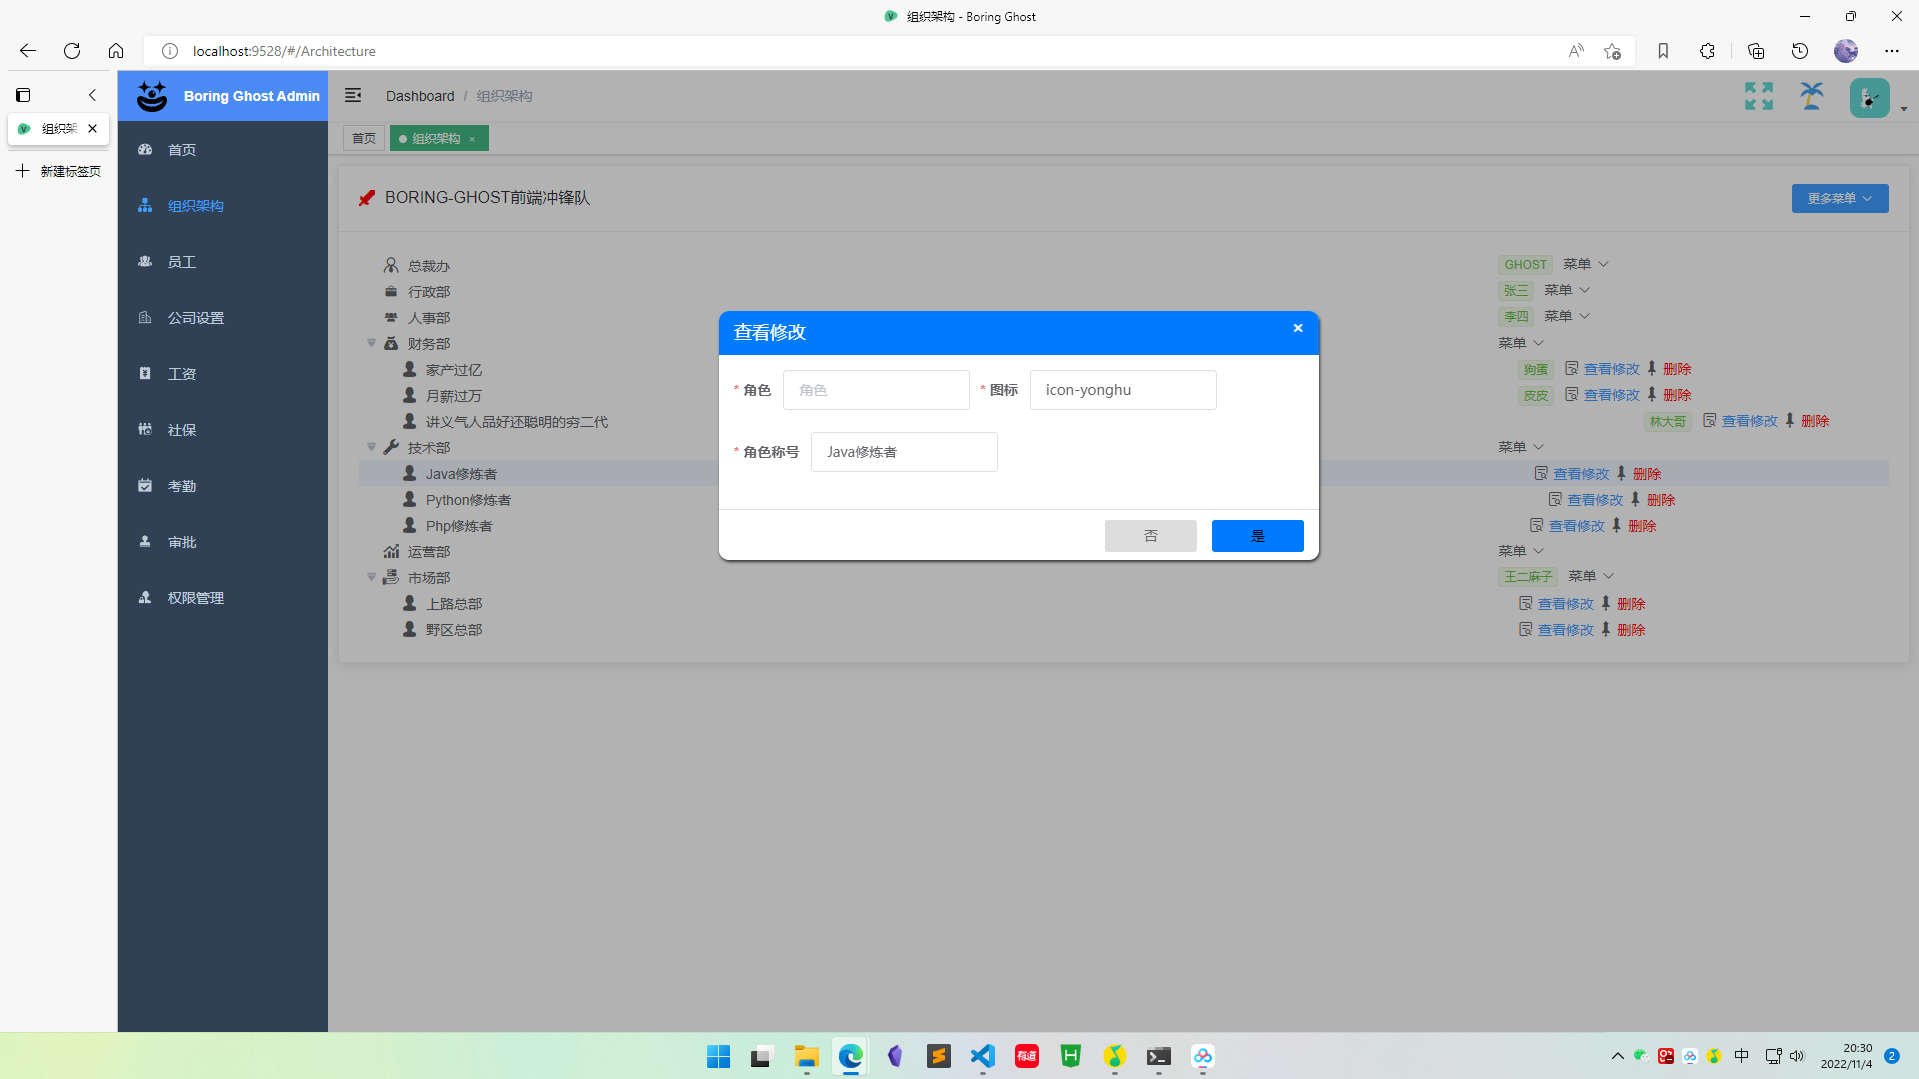 组织架构 - Boring Ghost
localhost:9528/#/Architecture
组织架
新建标签页
Boring Ghost Admin
首页
组织架构
员工
公司设置
工资
社保
考勤
审批
权限管理
Dashboard / 组织架构
首页
组织架构 ×
BORING-GHOST前端冲锋队
更多菜单
总裁办 GHOST 菜单
行政部 张三 菜单
人事部 李四 菜单
财务部 菜单
家产过亿 狗蛋 查看修改 删除
月薪过万 皮皮 查看修改 删除
讲义气人品好还聪明的穷二代 林大哥 查看修改 删除
技术部 菜单
Java修炼者 查看修改 删除
Python修炼者 查看修改 删除
Php修炼者 查看修改 删除
运营部 菜单
市场部 王二麻子 菜单
上路总部 查看修改 删除
野区总部 查看修改 删除
查看修改 ×
* 角色 角色 * 图标 icon-yonghu
* 角色称号 Java修炼者
否 是
有道
中
20:30
2022/11/4
2